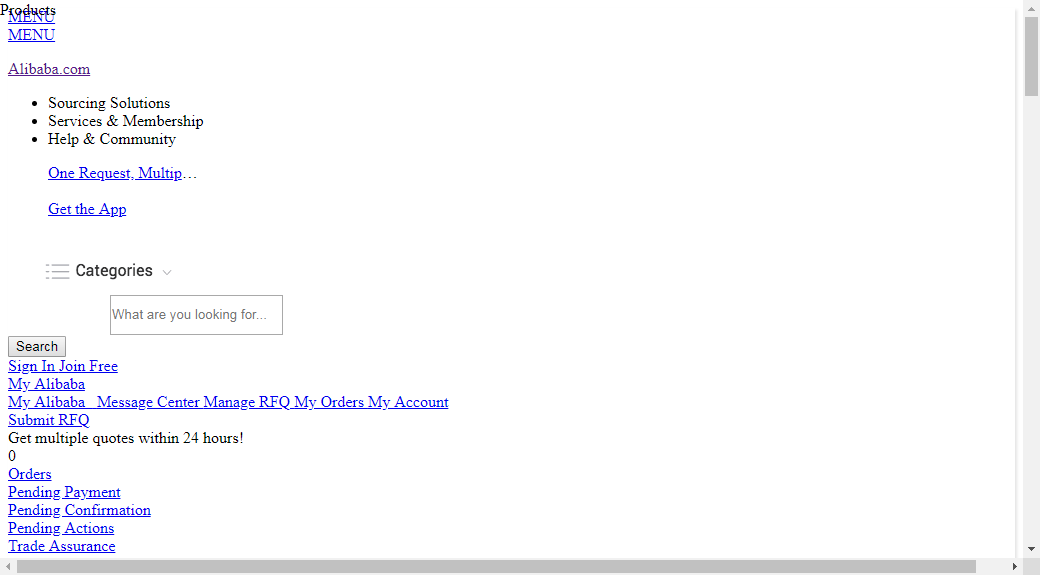 Products
MENU
MENU
Alibaba.com
Sourcing Solutions
Services & Membership
Help & Community
One Request, Multip…
Get the App
Categories
What are you looking for...
Search
Sign In Join Free
My Alibaba
My Alibaba Message Center Manage RFQ My Orders My Account
Submit RFQ
Get multiple quotes within 24 hours!
0
Orders
Pending Payment
Pending Confirmation
Pending Actions
Trade Assurance